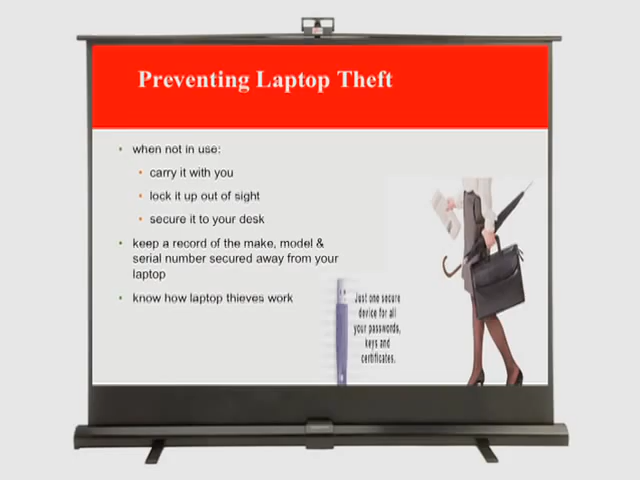 Preventing Laptop Theft
when not in use:
carry it with you
lock it up out of sight
secure it to your desk
keep a record of the make, model &
serial number secured away from your
laptop
know how laptop thieves work
Just one secure
device for all
your passwords,
keys and
certificates.